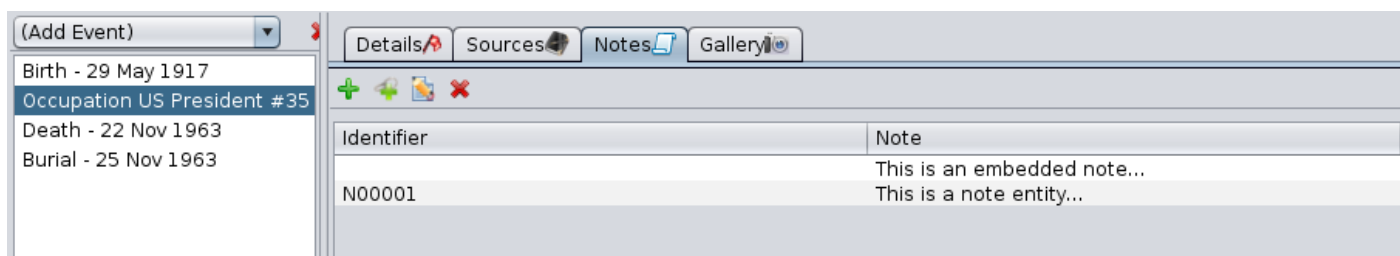 (Add Event)
Details Sources Notes Gallery
Birth - 29 May 1917
Occupation US President #35
Death - 22 Nov 1963
Burial - 25 Nov 1963
Identifier Note
This is an embedded note...
N00001 This is a note entity...